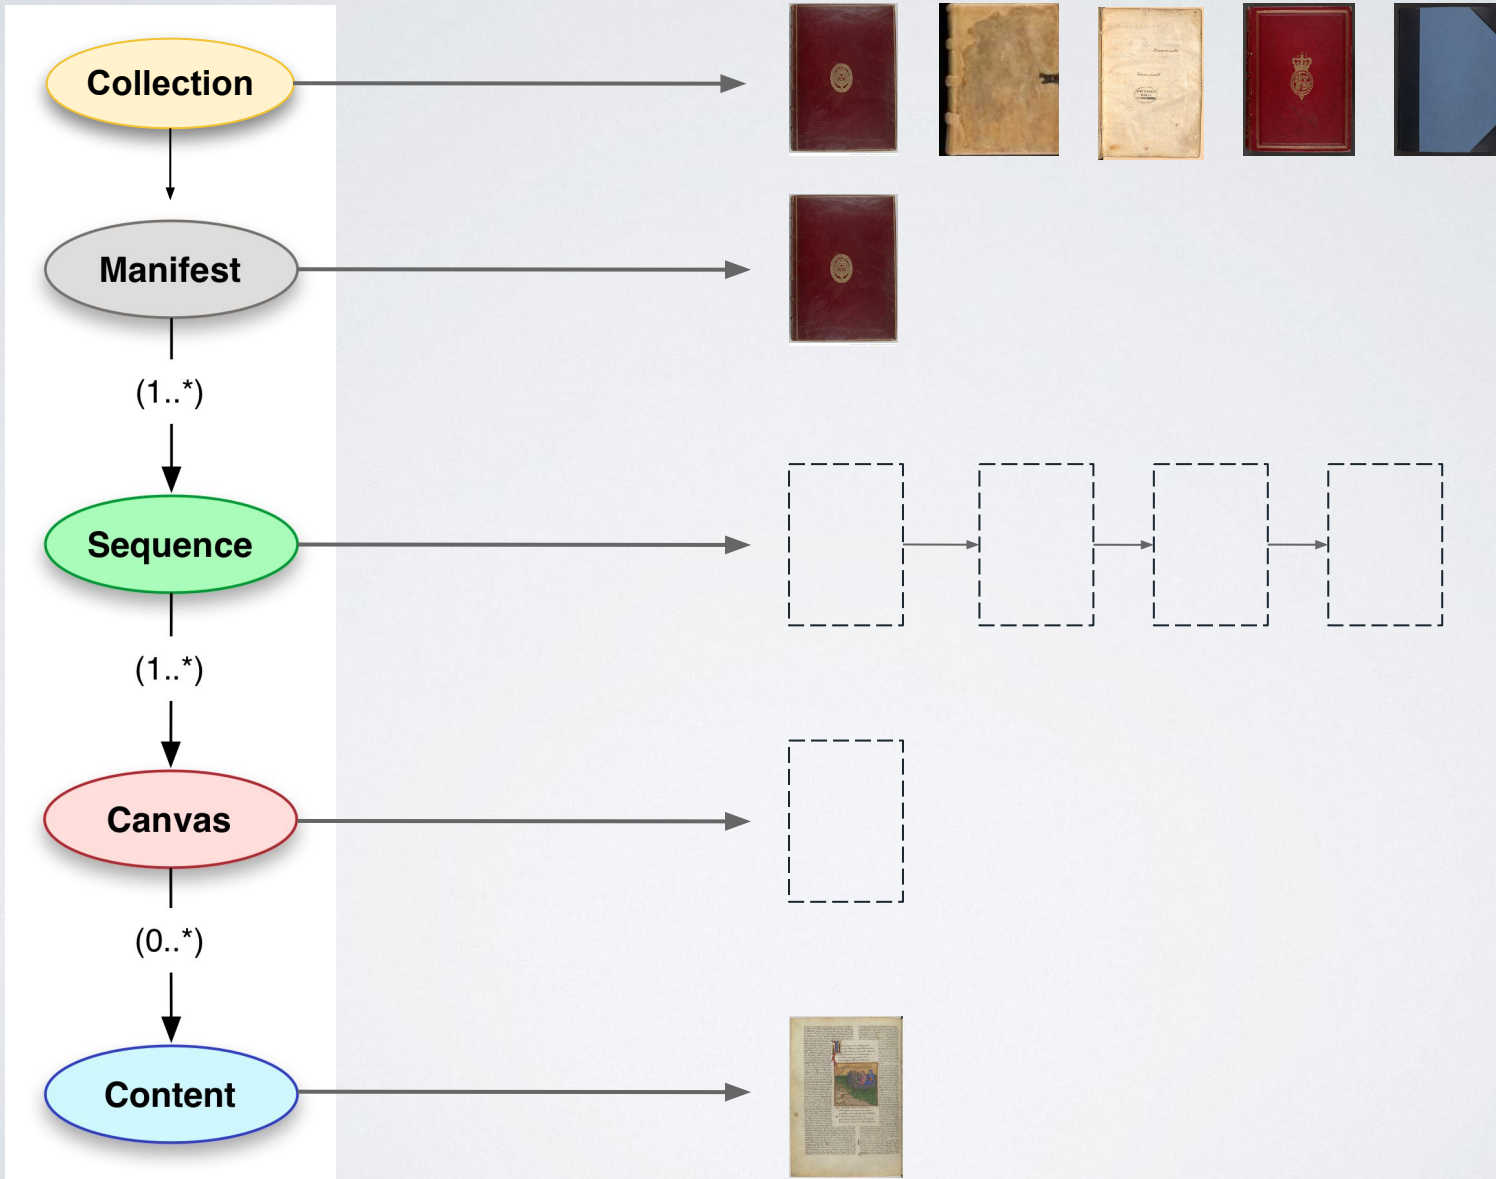 Collection
Manifest
(1..*)
Sequence
(1..*)
Canvas
(0..*)
Content